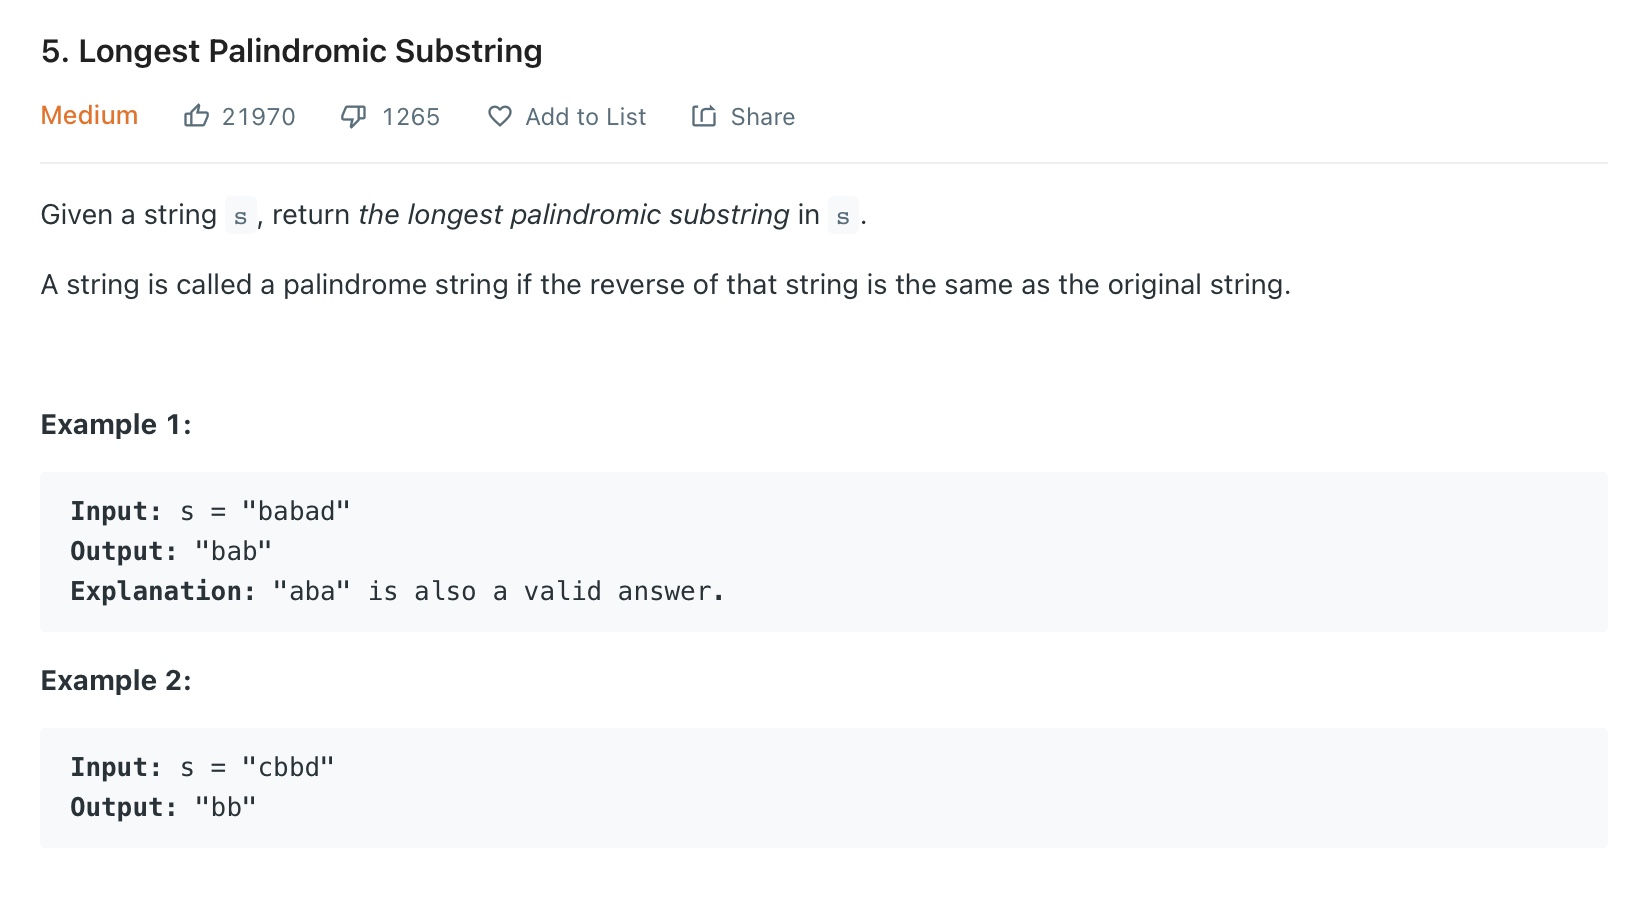 5. Longest Palindromic Substring
Medium 21970 1265 Add to List Share
Given a string s, return the longest palindromic substring in s.
A string is called a palindrome string if the reverse of that string is the same as the original string.
Example 1:
Input: s = "babad"
Output: "bab"
Explanation: "aba" is also a valid answer.
Example 2:
Input: s = "cbbd"
Output: "bb"